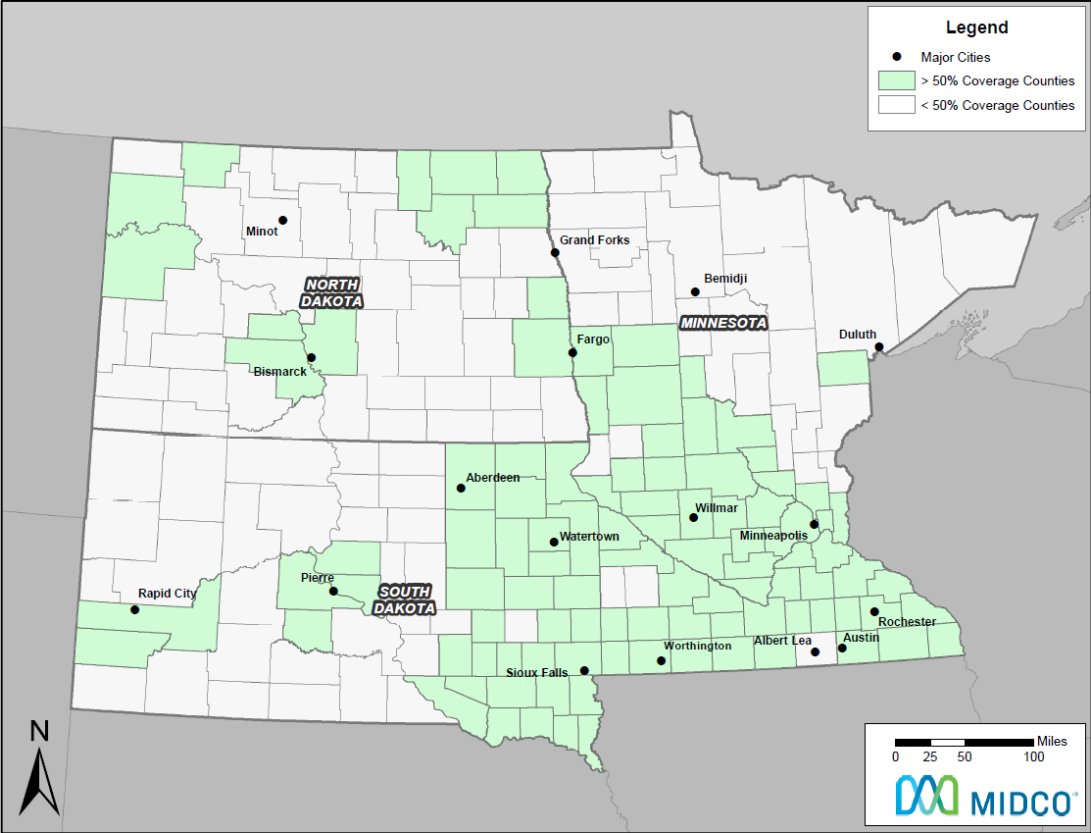 Legend
Major Cities
> 50% Coverage Counties
< 50% Coverage Counties
Minot
Grand Forks
Bemidji
NORTH
DAKOTA
MINNESOTA
Duluth
Fargo
Bismarck
Aberdeen
Willmar
Minneapolis
Watertown
Pierre
Rapid City
SOUTH
DAKOTA
Rochester
Albert Lea
Austin
Worthington
Sioux Falls
N
Miles
0 25 50 100
MIDCO